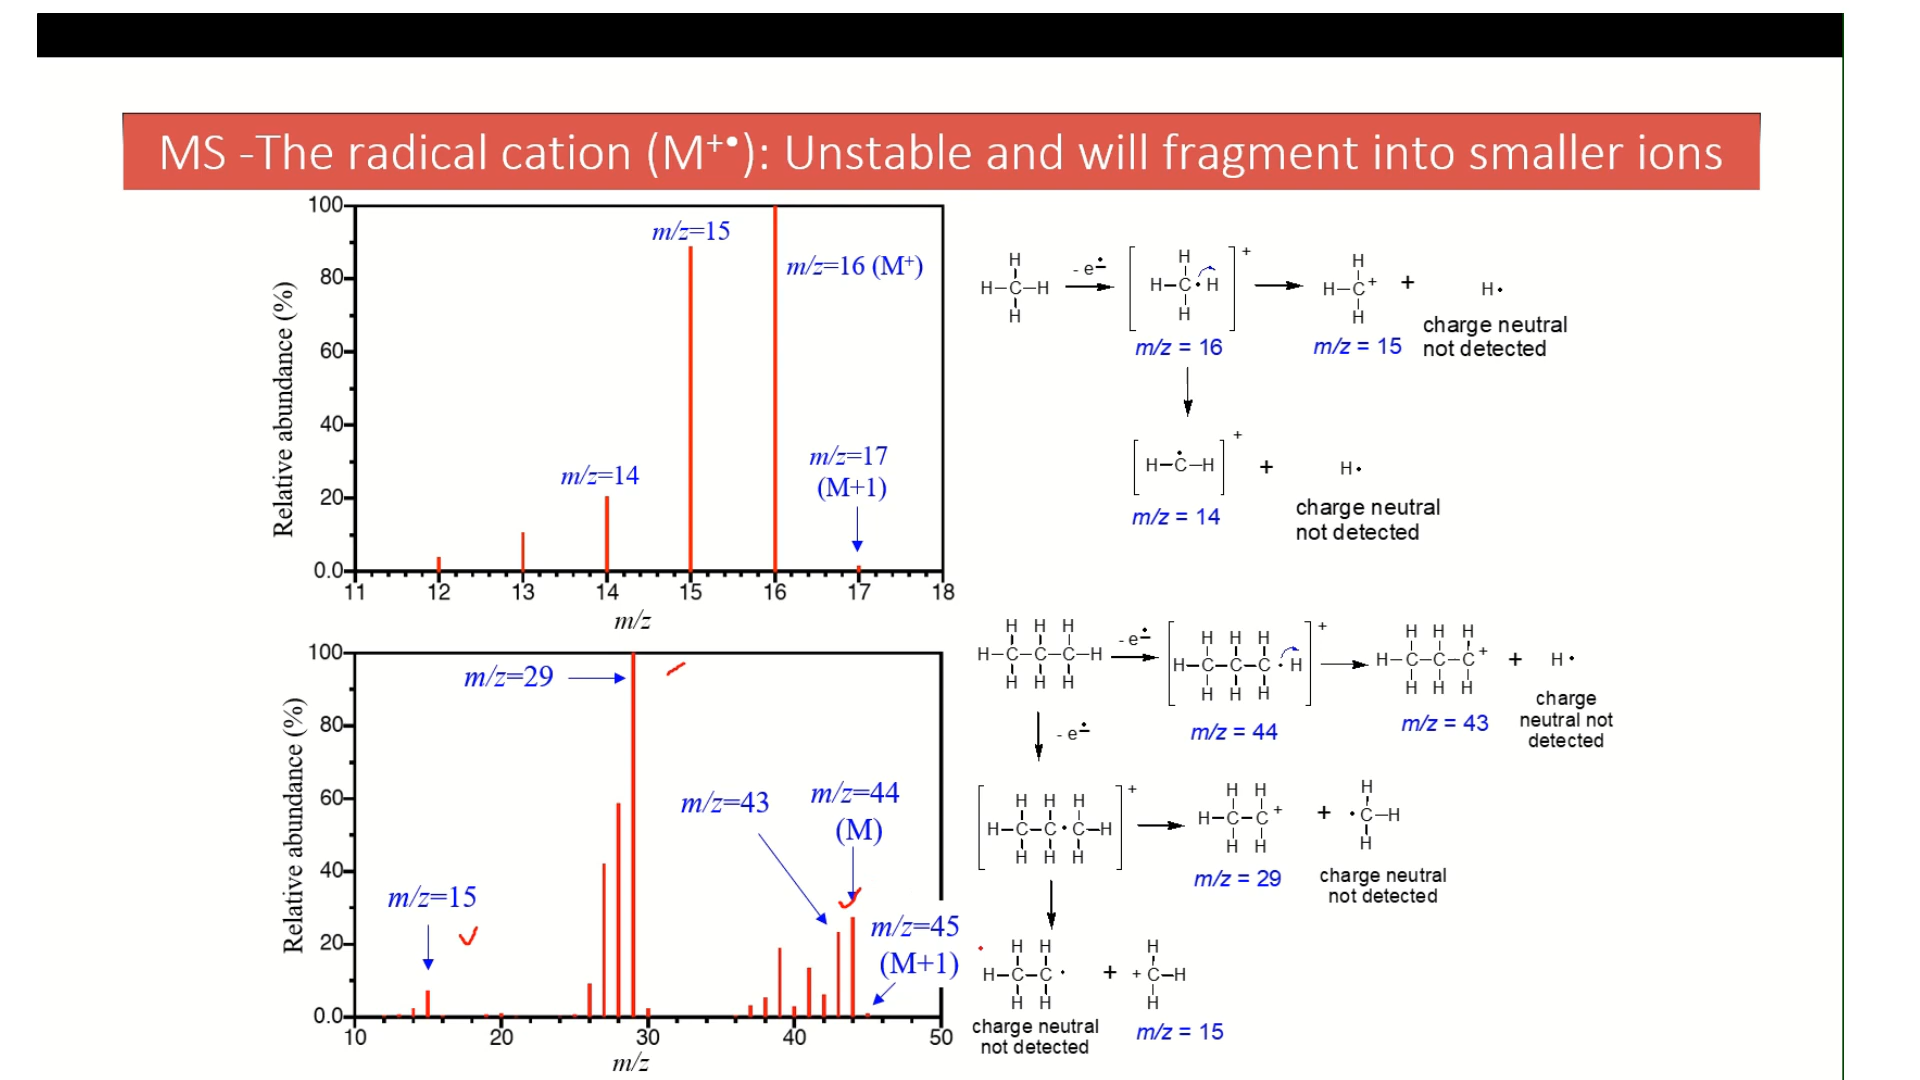 MS -The radical cation (M+•): Unstable and will fragment into smaller ions
100
80
60
40
20
0.0
Relative abundance (%)
m/z=15
m/z=16 (M+)
m/z=14
m/z=17
(M+1)
11 12 13 14 15 16 17 18
m/z
H
H–C–H
H
- e•–
H
H–C•H
H
+
m/z = 16
H
H–C+
H
m/z = 15
+
H•
charge neutral
not detected
H–C–H
+
m/z = 14
+
H•
charge neutral
not detected
100
80
60
40
20
0.0
Relative abundance (%)
m/z=29
m/z=43
m/z=44
(M)
m/z=15
m/z=45
(M+1)
10 20 30 40 50
m/z
H H H
H–C–C–C–H
H H H
- e•–
H H H
H–C–C–C•H
H H H
+
m/z = 44
H H H
H–C–C–C+
H H H
m/z = 43
+
H•
charge
neutral not
detected
- e•–
H H H
H–C–C•C–H
H H H
+
H H
H–C–C+
H H
m/z = 29
+
H
•C–H
H
charge neutral
not detected
H H
H–C–C•
H H
charge neutral
not detected
+
H
+C–H
H
m/z = 15